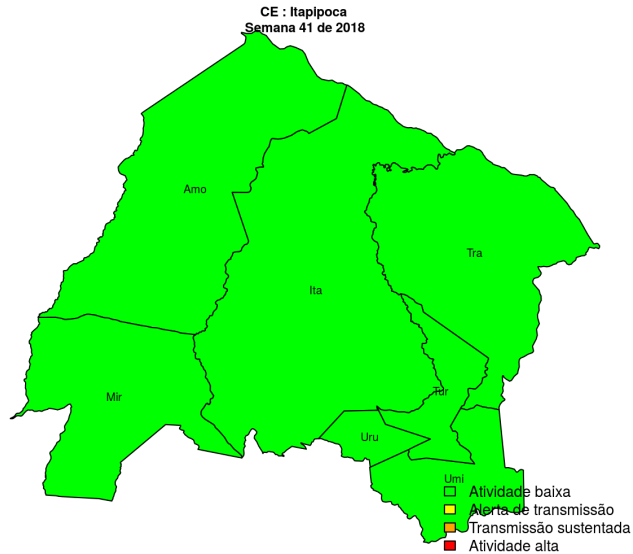 CE : Itapipoca
Semana 41 de 2018
Amo
Tra
Ita
Tur
Mir
Uru
Umi
Atividade baixa
Alerta de transmissão
Transmissão sustentada
Atividade alta